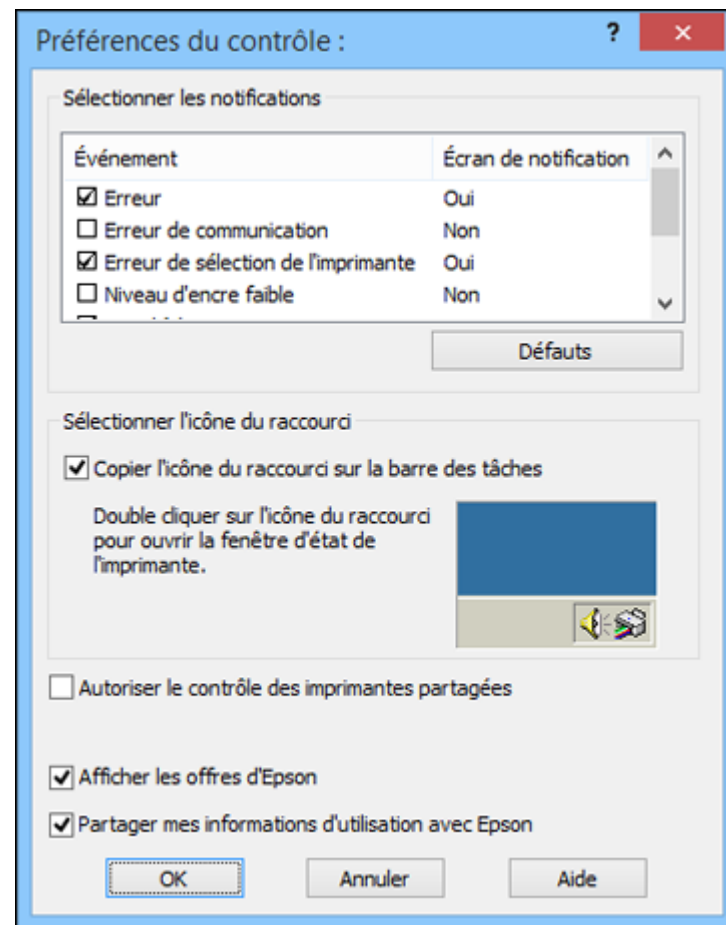 Préférences du contrôle :
?
Sélectionner les notifications
Événement Écran de notification
Erreur Oui
Erreur de communication Non
Erreur de sélection de l'imprimante Oui
Niveau d'encre faible Non
Défauts
Sélectionner l'icône du raccourci
Copier l'icône du raccourci sur la barre des tâches
Double cliquer sur l'icône du raccourci
pour ouvrir la fenêtre d'état de
l'imprimante.
Autoriser le contrôle des imprimantes partagées
Afficher les offres d'Epson
Partager mes informations d'utilisation avec Epson
OK Annuler Aide